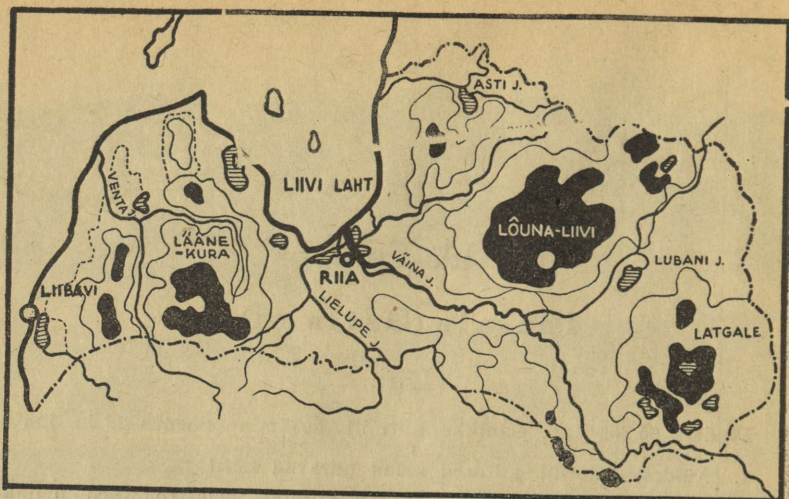 ASTI J.
LIIVI LAHT
VENTA J.
LÄÄNE
-KURA
LÕUNA-LIIVI
VÄINA J.
LUBANI J.
RIIA
LIIBAVI
LIELUPE J.
LATGALE